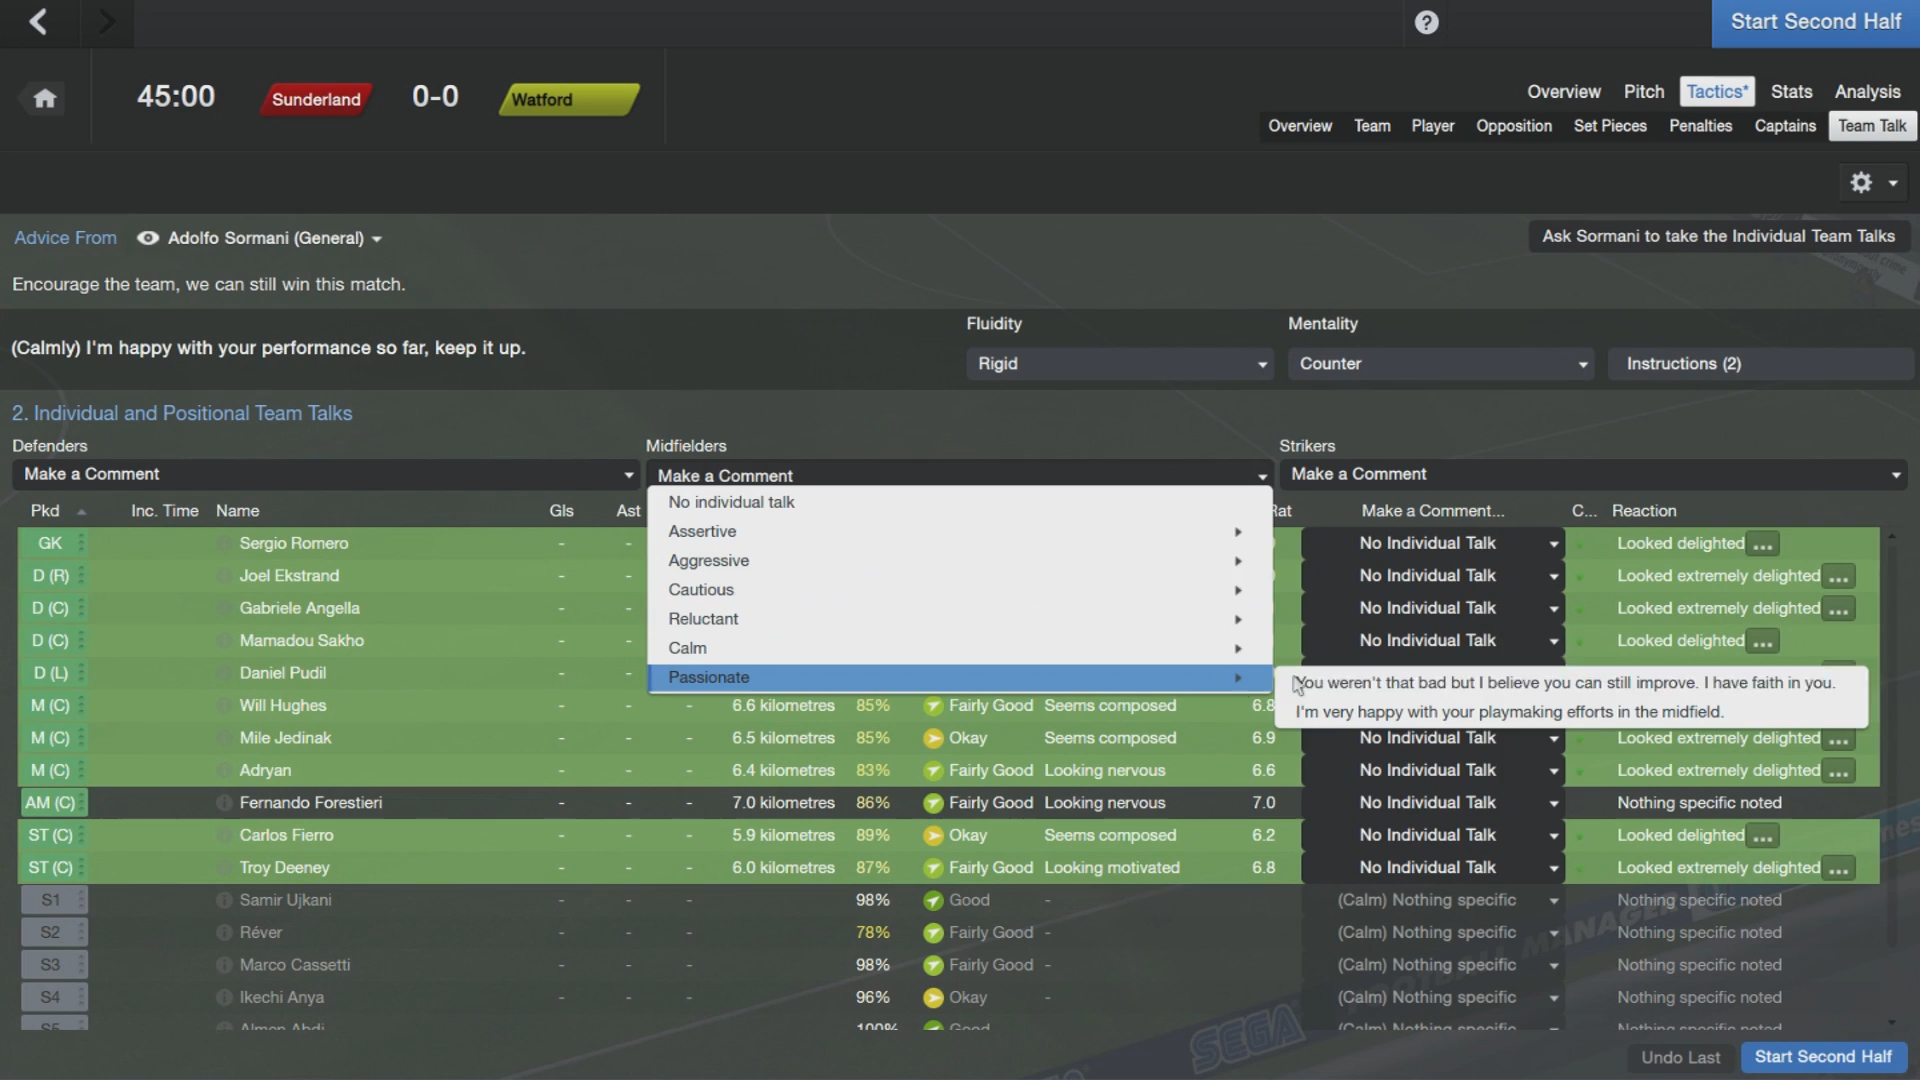 Start Second Half
45:00 Sunderland 0-0 Watford
Overview Pitch Tactics* Stats Analysis
Overview Team Player Opposition Set Pieces Penalties Captains Team Talk
Advice From Adolfo Sormani (General) Ask Sormani to take the Individual Team Talks
Encourage the team, we can still win this match.
Fluidity Mentality
(Calmly) I'm happy with your performance so far, keep it up.
Rigid Counter Instructions (2)
2. Individual and Positional Team Talks
Defenders Midfielders Strikers
Make a Comment Make a Comment Make a Comment
No individual talk
Assertive
Aggressive
Cautious
Reluctant
Calm
Passionate
You weren't that bad but I believe you can still improve. I have faith in you.
I'm very happy with your playmaking efforts in the midfield.
Pkd Inc. Time Name Gls Ast Make a Comment... C... Reaction
GK Sergio Romero - - No Individual Talk Looked delighted ...
D (R) Joel Ekstrand - - No Individual Talk Looked extremely delighted ...
D (C) Gabriele Angella - - No Individual Talk Looked extremely delighted ...
D (C) Mamadou Sakho - - No Individual Talk Looked delighted ...
D (L) Daniel Pudil - -
M (C) Will Hughes - - - 6.6 kilometres 85% Fairly Good Seems composed 6.8
M (C) Mile Jedinak - - - 6.5 kilometres 85% Okay Seems composed 6.9 No Individual Talk Looked extremely delighted ...
M (C) Adryan - - - 6.4 kilometres 83% Fairly Good Looking nervous 6.6 No Individual Talk Looked extremely delighted ...
AM (C) Fernando Forestieri - - - 7.0 kilometres 86% Fairly Good Looking nervous 7.0 No Individual Talk Nothing specific noted
ST (C) Carlos Fierro - - - 5.9 kilometres 89% Okay Seems composed 6.2 No Individual Talk Looked delighted ...
ST (C) Troy Deeney - - - 6.0 kilometres 87% Fairly Good Looking motivated 6.8 No Individual Talk Looked extremely delighted ...
S1 Samir Ujkani - - - 98% Good - (Calm) Nothing specific Nothing specific noted
S2 Réver - - - 78% Fairly Good - (Calm) Nothing specific Nothing specific noted
S3 Marco Cassetti - - - 98% Fairly Good - (Calm) Nothing specific Nothing specific noted
S4 Ikechi Anya - - - 96% Okay - (Calm) Nothing specific Nothing specific noted
S5 Almen Abdi 100% Good (Calm) Nothing specific Nothing specific noted
SEGA
Undo Last Start Second Half